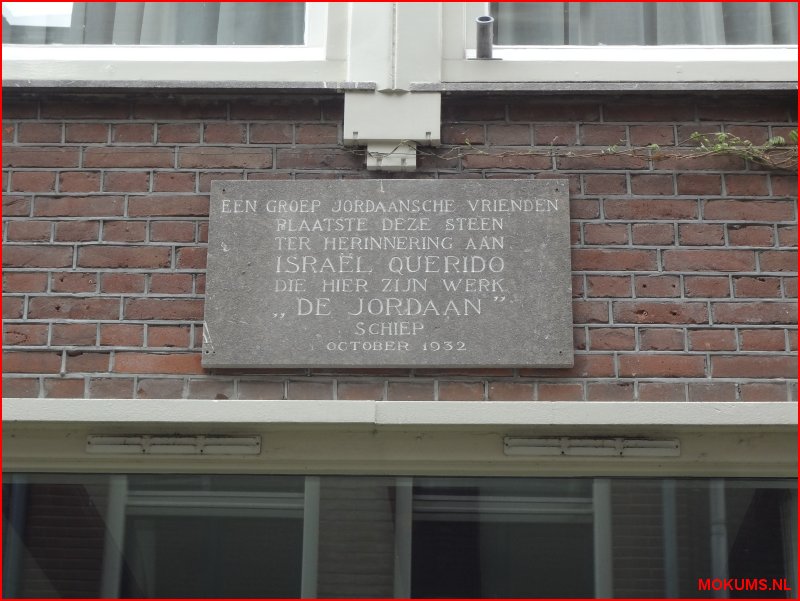 EEN GROEP JORDAANSCHE VRIENDEN
PLAATSTE DEZE STEEN
TER HERINNERING AAN
ISRAËL QUERIDO
DIE HIER ZIJN WERK
„DE JORDAAN”
SCHIEP
OCTOBER 1932
MOKUMS.NL